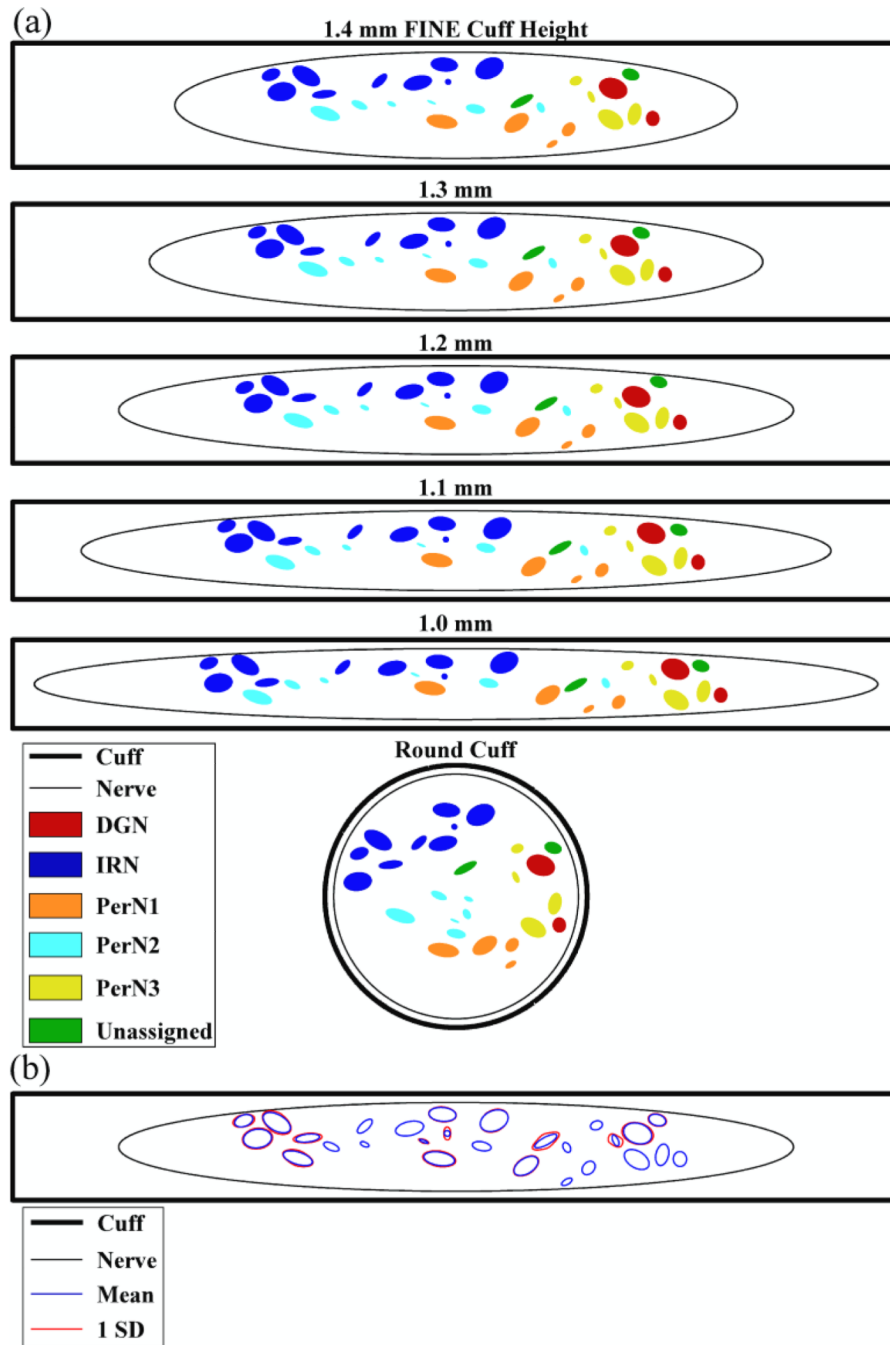 (a)
1.4 mm FINE Cuff Height
1.3 mm
1.2 mm
1.1 mm
1.0 mm
Round Cuff
Cuff
Nerve
DGN
IRN
PerN1
PerN2
PerN3
Unassigned
(b)
Cuff
Nerve
Mean
1 SD